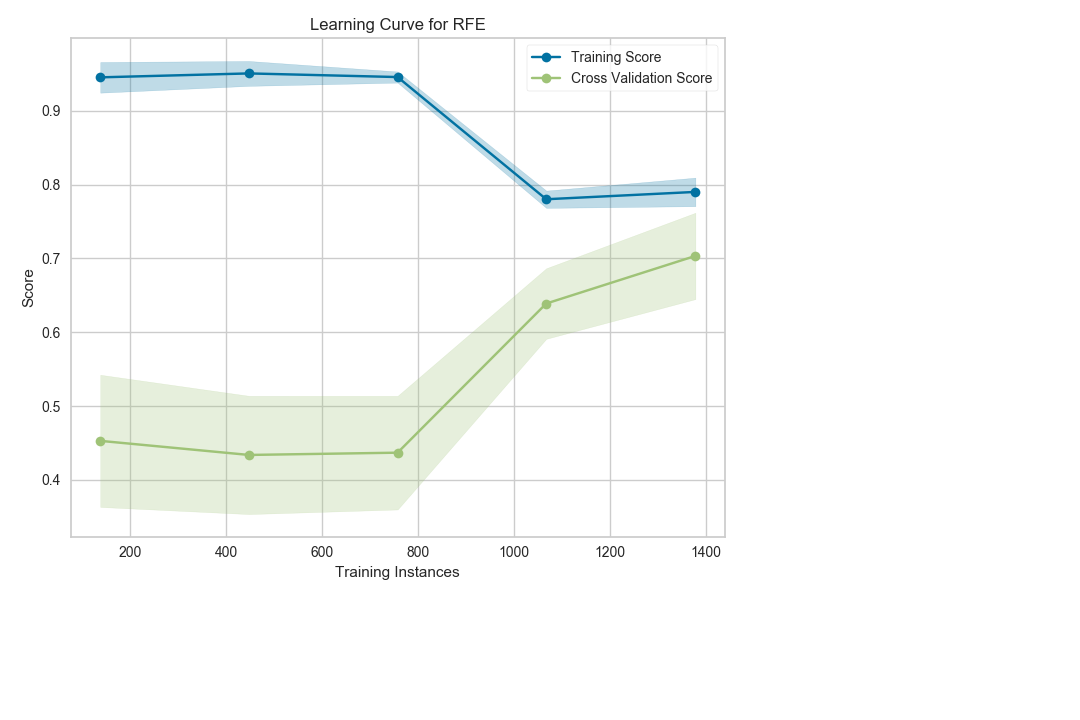 Learning Curve for RFE
Training Score
Cross Validation Score
0.9
0.8
0.7
0.6
0.5
0.4
Score
200 400 600 800 1000 1200 1400
Training Instances